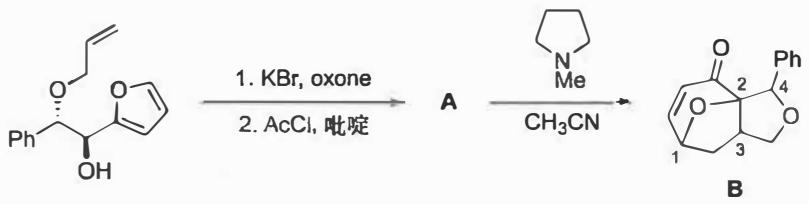 O
Ph
OH
O
1. KBr, oxone
2. AcCl, 吡啶
A
N
Me
CH₃CN
O
Ph
2
4
O
O
1
3
B